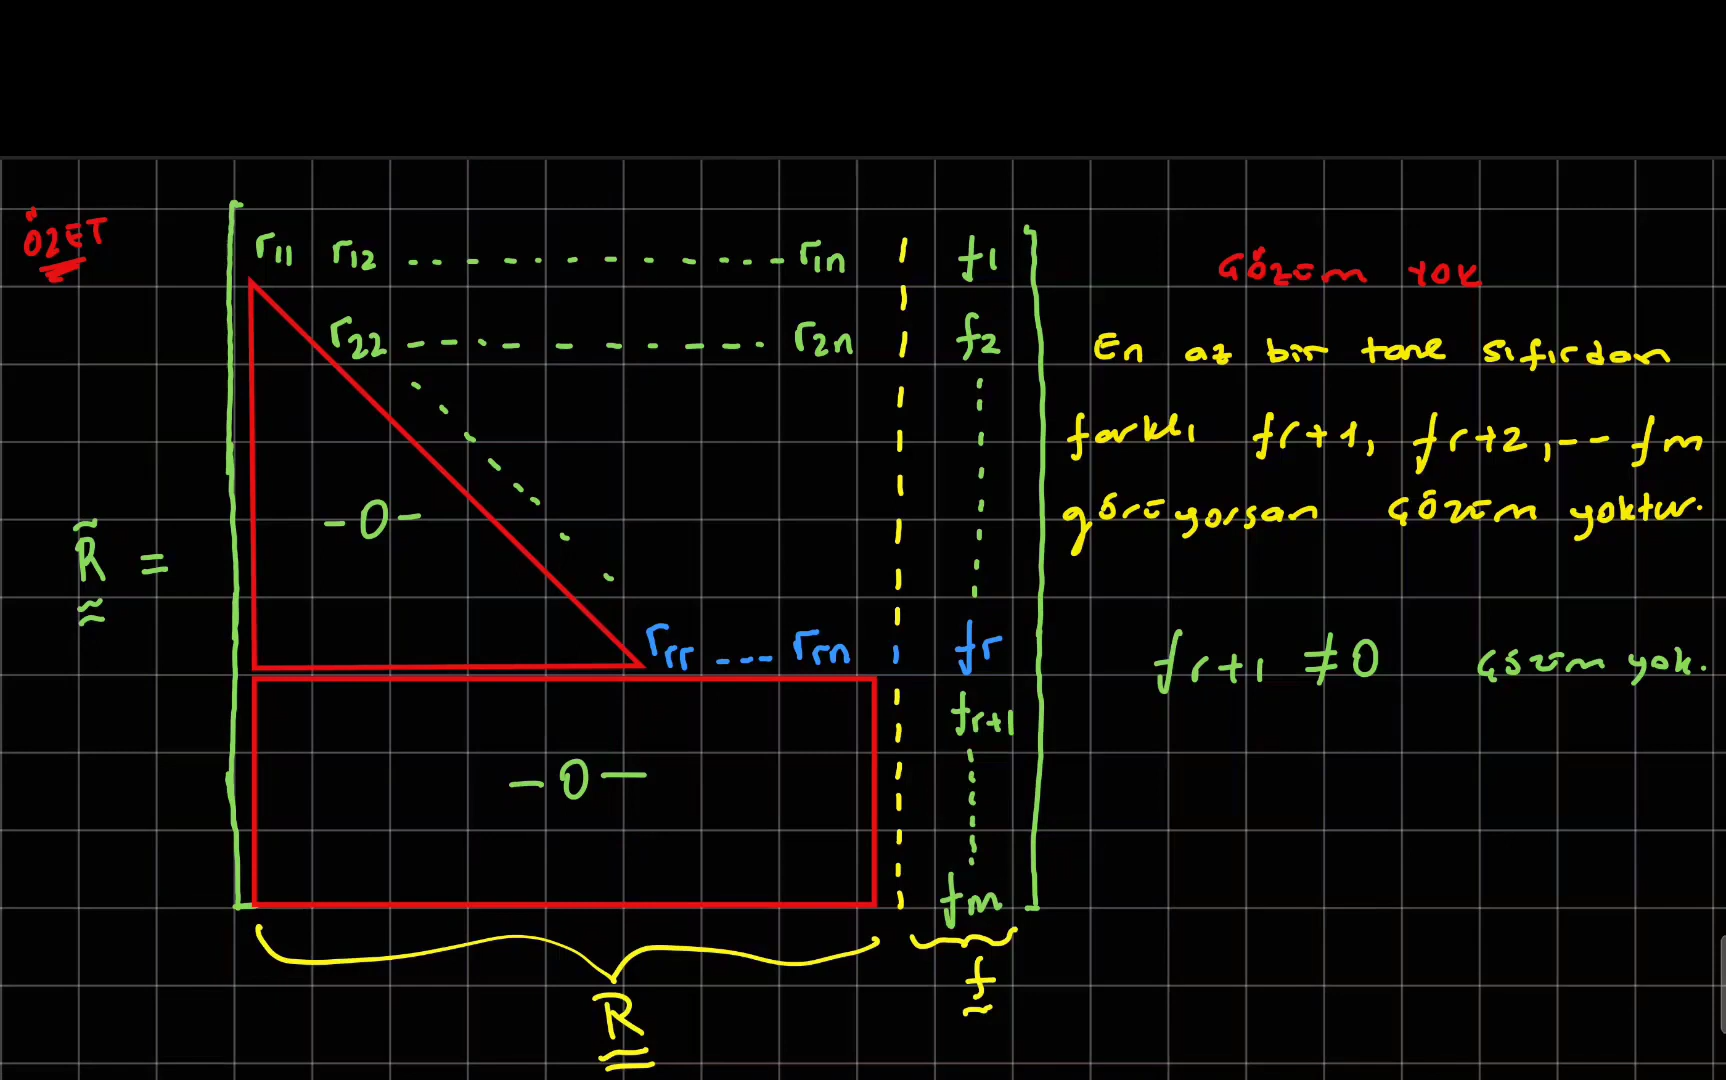 ÖZET
r11 r12 ---------- r1n f1
r22 ---------- r2n f2
-0-
R̃ =
rrr ---- rrn fr
fr+1
-0-
fm
R
f
ÇÖZÜM YOK
En az bir tane sıfırdan
farklı fr+1, fr+2, -- fm
görüyorsan çözüm yoktur.
fr+1 ≠ 0 çözüm yok.